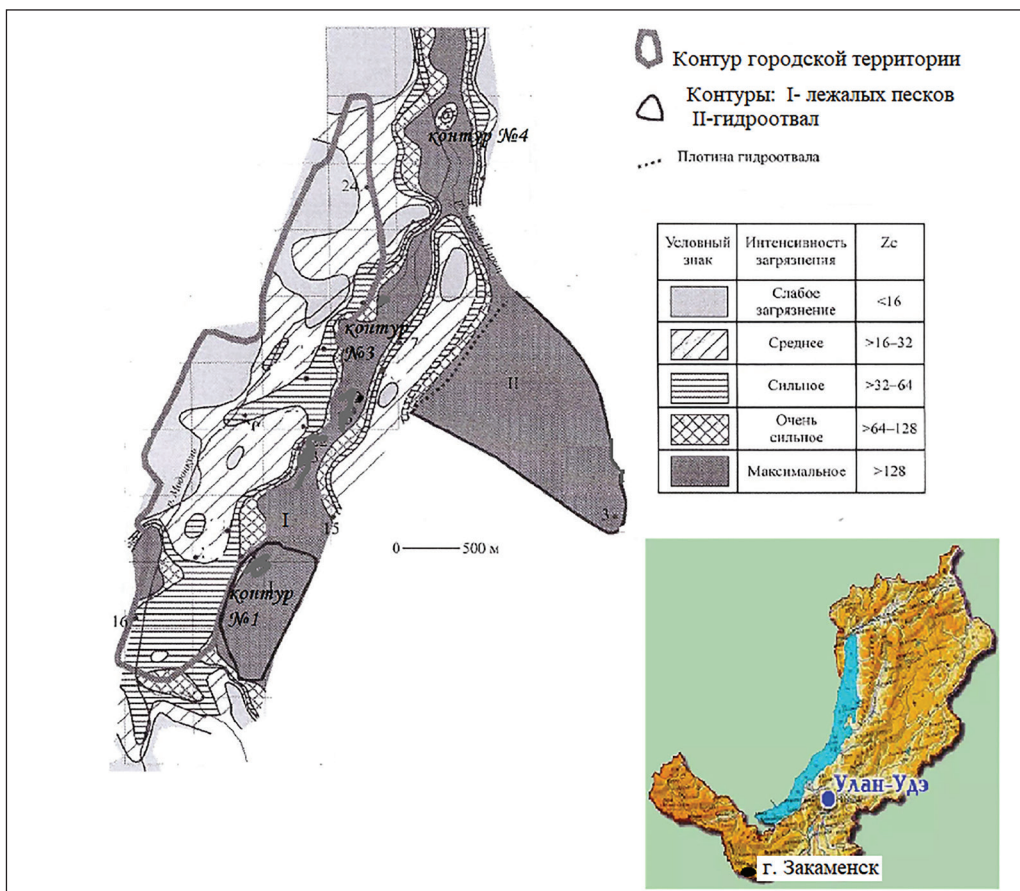 Контур городской территории
Контуры: I- лежалых песков
II-гидроотвал
Плотина гидроотвала
контур №4
24
контур
№3
7
II
I
15
3
0 500 м
контур
№1
I
16
р. Модонкуль
Условный знак Интенсивность загрязнения Zc
Слабое загрязнение <16
Среднее >16–32
Сильное >32–64
Очень сильное >64–128
Максимальное >128
Улан-Удэ
г. Закаменск